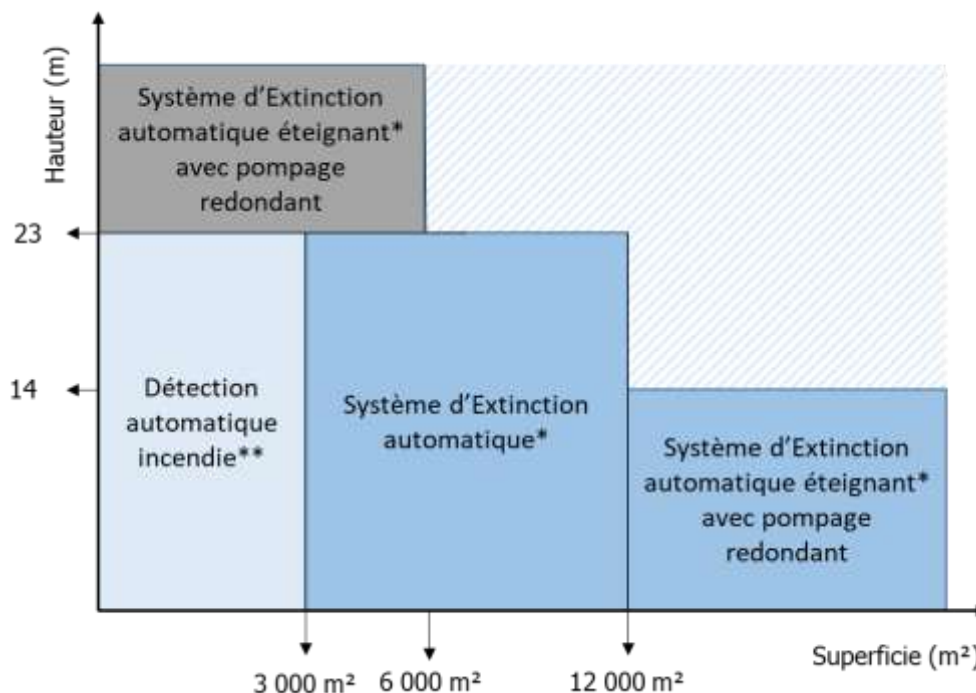 Hauteur (m)
Système d’Extinction
automatique éteignant*
avec pompage
redondant
23
14
Détection
automatique
incendie**
Système d’Extinction
automatique*
Système d’Extinction
automatique éteignant*
avec pompage
redondant
Superficie (m²)
3 000 m²
6 000 m²
12 000 m²